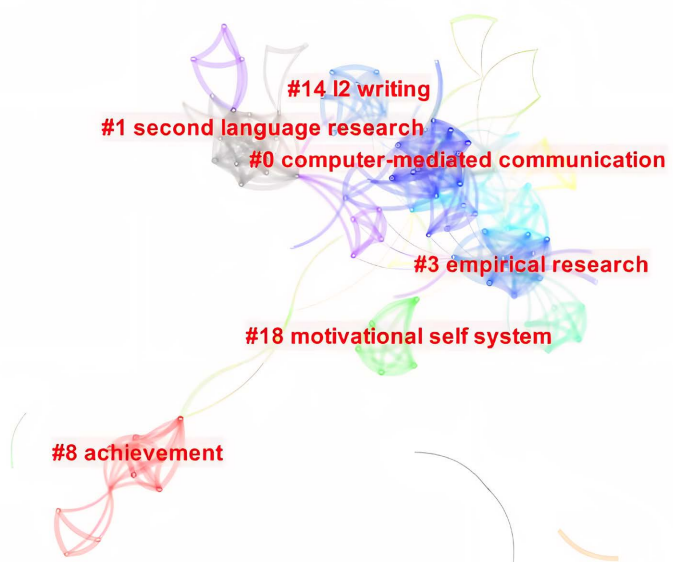 #14 l2 writing
#1 second language research
#0 computer-mediated communication
#3 empirical research
#18 motivational self system
#8 achievement